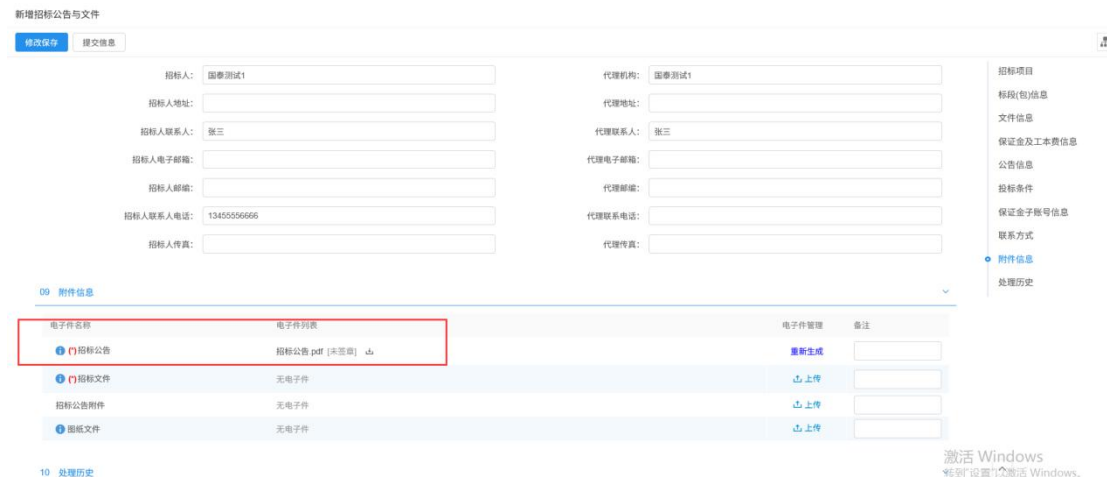 新增招标公告与文件
修改保存 提交信息
招标人: 国泰测试1 代理机构: 国泰测试1 招标项目
招标人地址: 代理地址: 标段(包)信息
文件信息
招标人联系人: 张三 代理联系人: 张三
保证金及工本费信息
招标人电子邮箱: 代理电子邮箱: 公告信息
招标人邮编: 代理邮编: 投标条件
招标人联系人电话: 13455556666 代理联系电话: 保证金子账号信息
联系方式
招标人传真: 代理传真:
附件信息
处理历史
09 附件信息
电子件名称 电子件列表 电子件管理 备注
(*)招标公告 招标公告.pdf [未签章] 重新生成
(*)招标文件 无电子件 上传
招标公告附件 无电子件 上传
图纸文件 无电子件 上传
激活 Windows
10 处理历史 转到"设置"以激活 Windows。